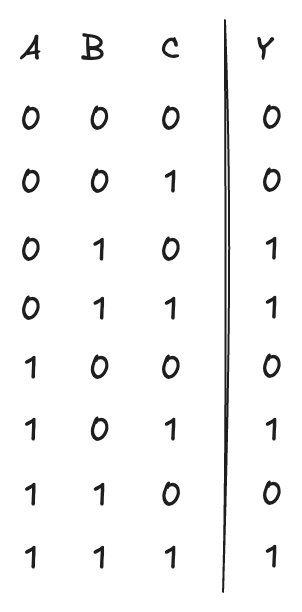 A B C Y
0 0 0 0
0 0 1 0
0 1 0 1
0 1 1 1
1 0 0 0
1 0 1 1
1 1 0 0
1 1 1 1